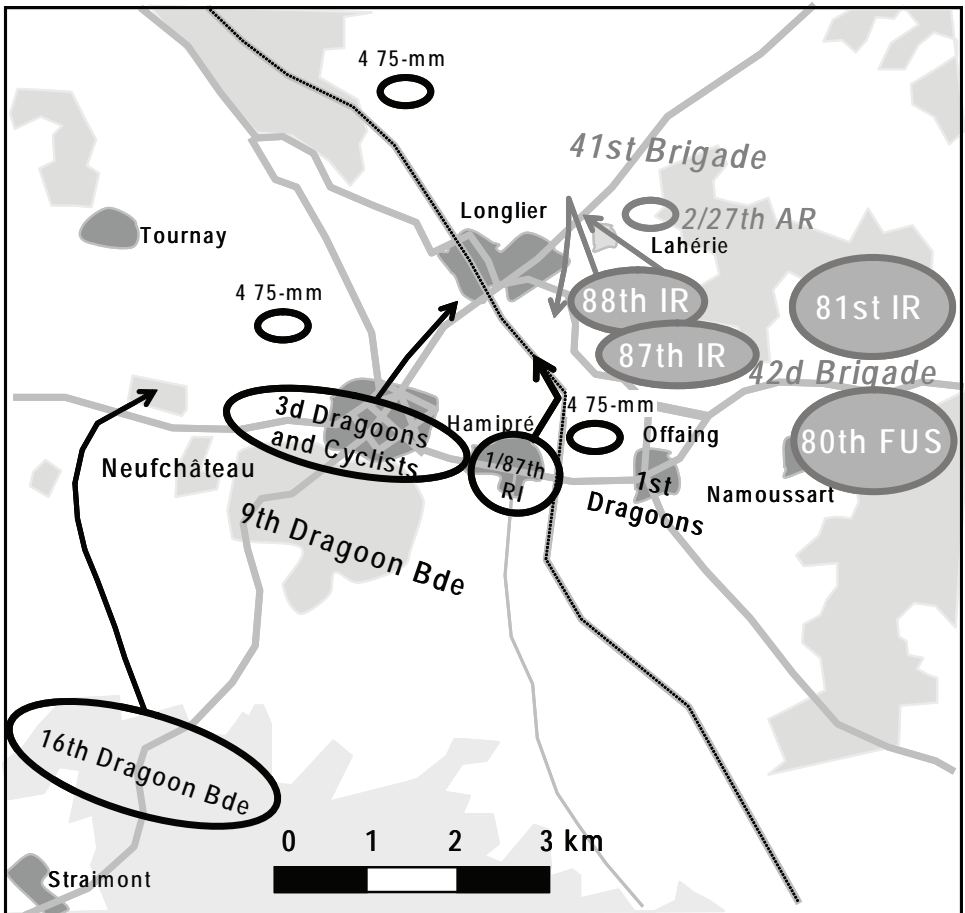 4 75-mm
41st Brigade
Longlier
2/27th AR
Tournay
Lahérie
4 75-mm
88th IR
81st IR
87th IR
42d Brigade
3d Dragoons
and Cyclists
Hamipré
4 75-mm
Offaing
80th FUS
Neufchâteau
1/87th
RI
1st
Dragoons
Namoussart
9th Dragoon Bde
16th Dragoon Bde
0 1 2 3 km
Straimont